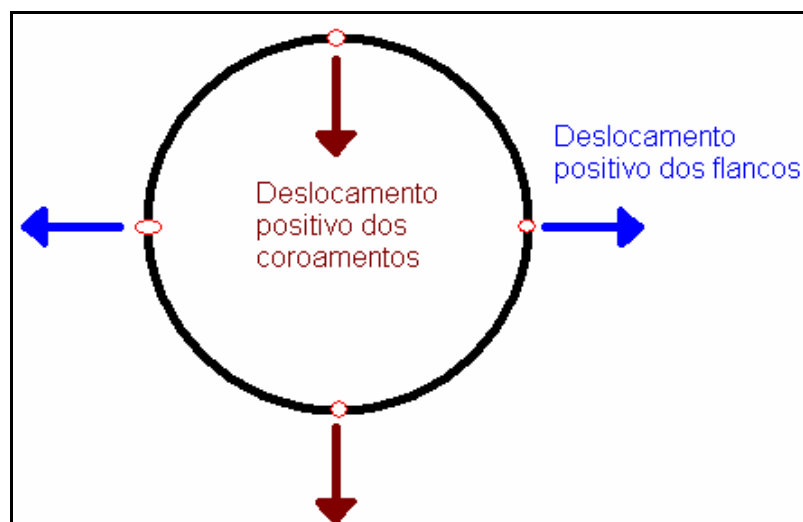 Deslocamento
positivo dos flancos
Deslocamento
positivo dos
coroamentos